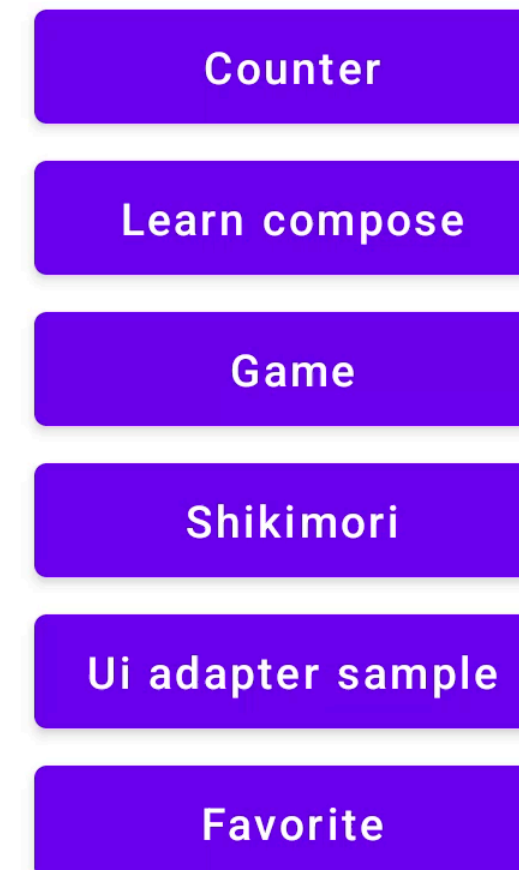 Counter
Learn compose
Game
Shikimori
Ui adapter sample
Favorite